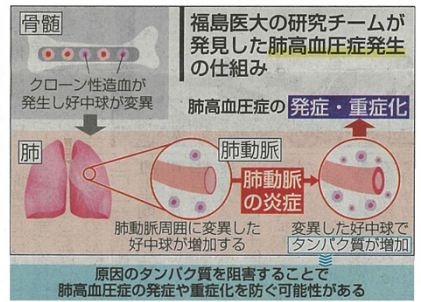 福島医大の研究チームが
発見した肺高血圧症発生
の仕組み
骨髄
クローン性造血が
発生し好中球が変異
肺高血圧症の 発症・重症化
肺
肺動脈
肺動脈周囲に変異した
好中球が増加する
肺動脈
の炎症
変異した好中球で
タンパク質が増加
原因のタンパク質を阻害することで
肺高血圧症の発症や重症化を防ぐ可能性がある